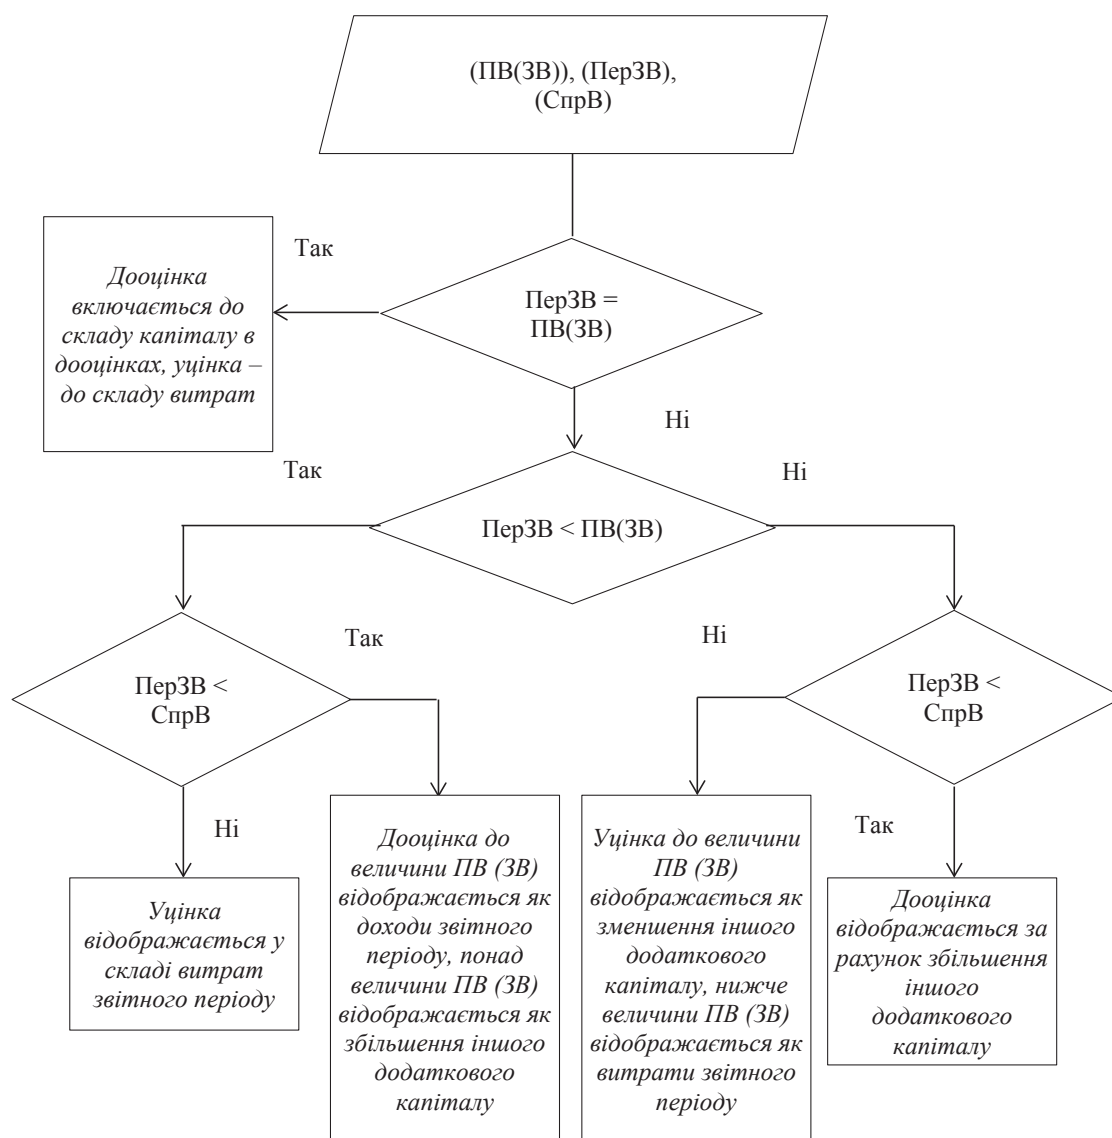 (ПВ(ЗВ)), (ПерЗВ),
(СпрВ)
Так
Дооцінка
включається до
складу капіталу в
дооцінках, уцінка –
до складу витрат
ПерЗВ =
ПВ(ЗВ)
Ні
Так
Ні
ПерЗВ < ПВ(ЗВ)
Так
Ні
ПерЗВ <
СпрВ
ПерЗВ <
СпрВ
Ні
Так
Уцінка
відображається у
складі витрат
звітного періоду
Дооцінка до
величини ПВ (ЗВ)
відображається як
доходи звітного
періоду, понад
величини ПВ (ЗВ)
відображається як
збільшення іншого
додаткового
капіталу
Уцінка до величини
ПВ (ЗВ)
відображається як
зменшення іншого
додаткового
капіталу, нижче
величини ПВ (ЗВ)
відображається як
витрати звітного
періоду
Дооцінка
відображається за
рахунок збільшення
іншого
додаткового
капіталу